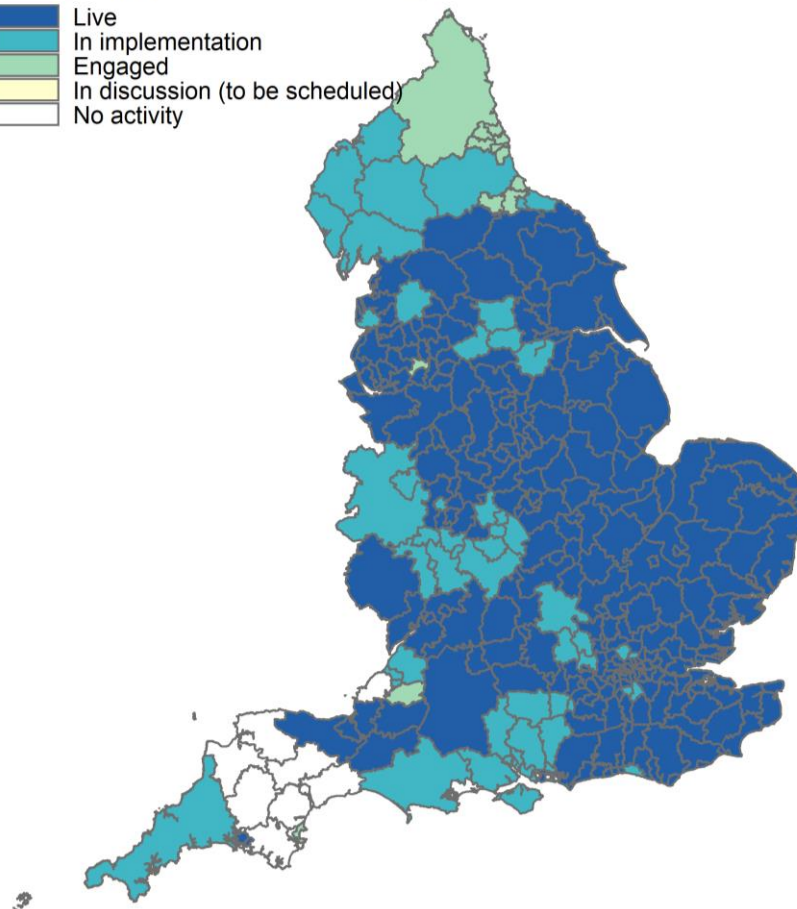 Live
In implementation
Engaged
In discussion (to be scheduled)
No activity